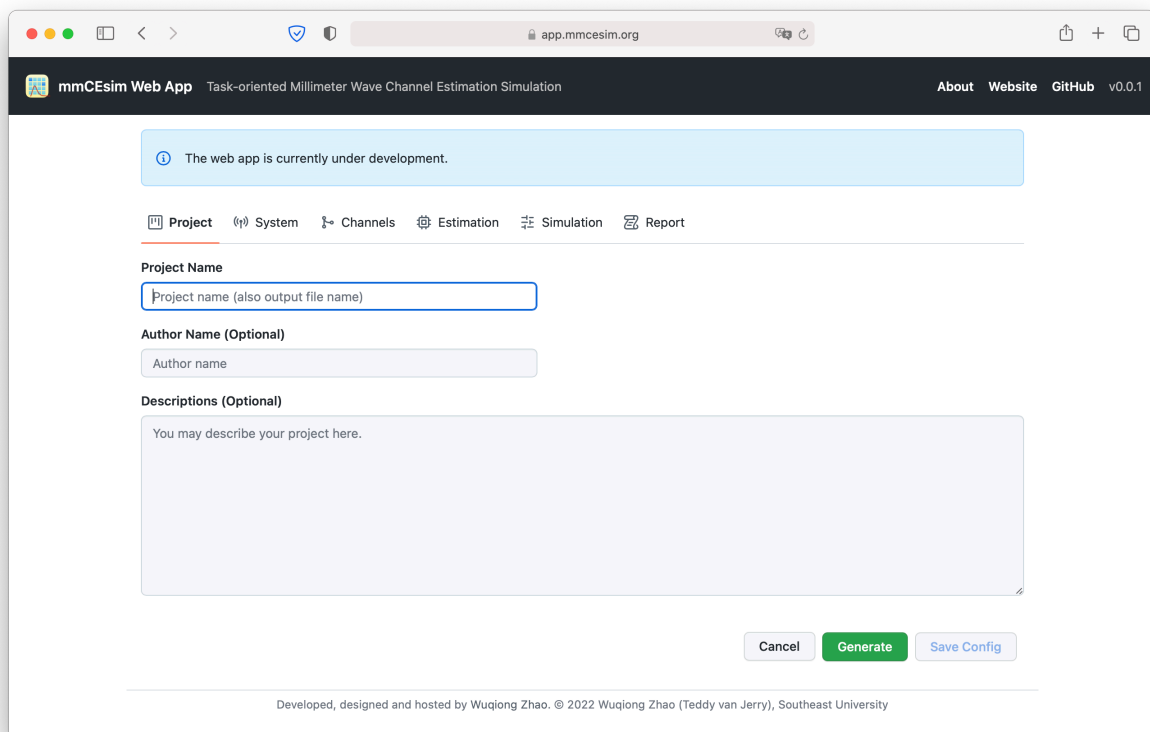 app.mmcesim.org
mmCEsim Web App Task-oriented Millimeter Wave Channel Estimation Simulation About Website GitHub v0.0.1
The web app is currently under development.
Project System Channels Estimation Simulation Report
Project Name
Project name (also output file name)
Author Name (Optional)
Author name
Descriptions (Optional)
You may describe your project here.
Cancel Generate Save Config
Developed, designed and hosted by Wuqiong Zhao. © 2022 Wuqiong Zhao (Teddy van Jerry), Southeast University